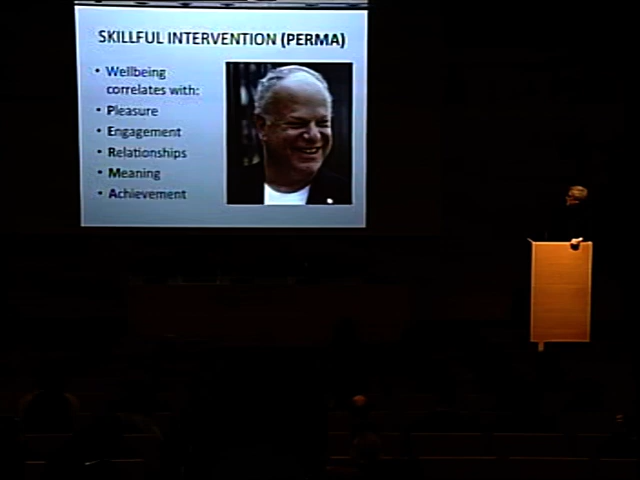 SKILLFUL INTERVENTION (PERMA)
• Wellbeing
correlates with:
• Pleasure
• Engagement
• Relationships
• Meaning
• Achievement